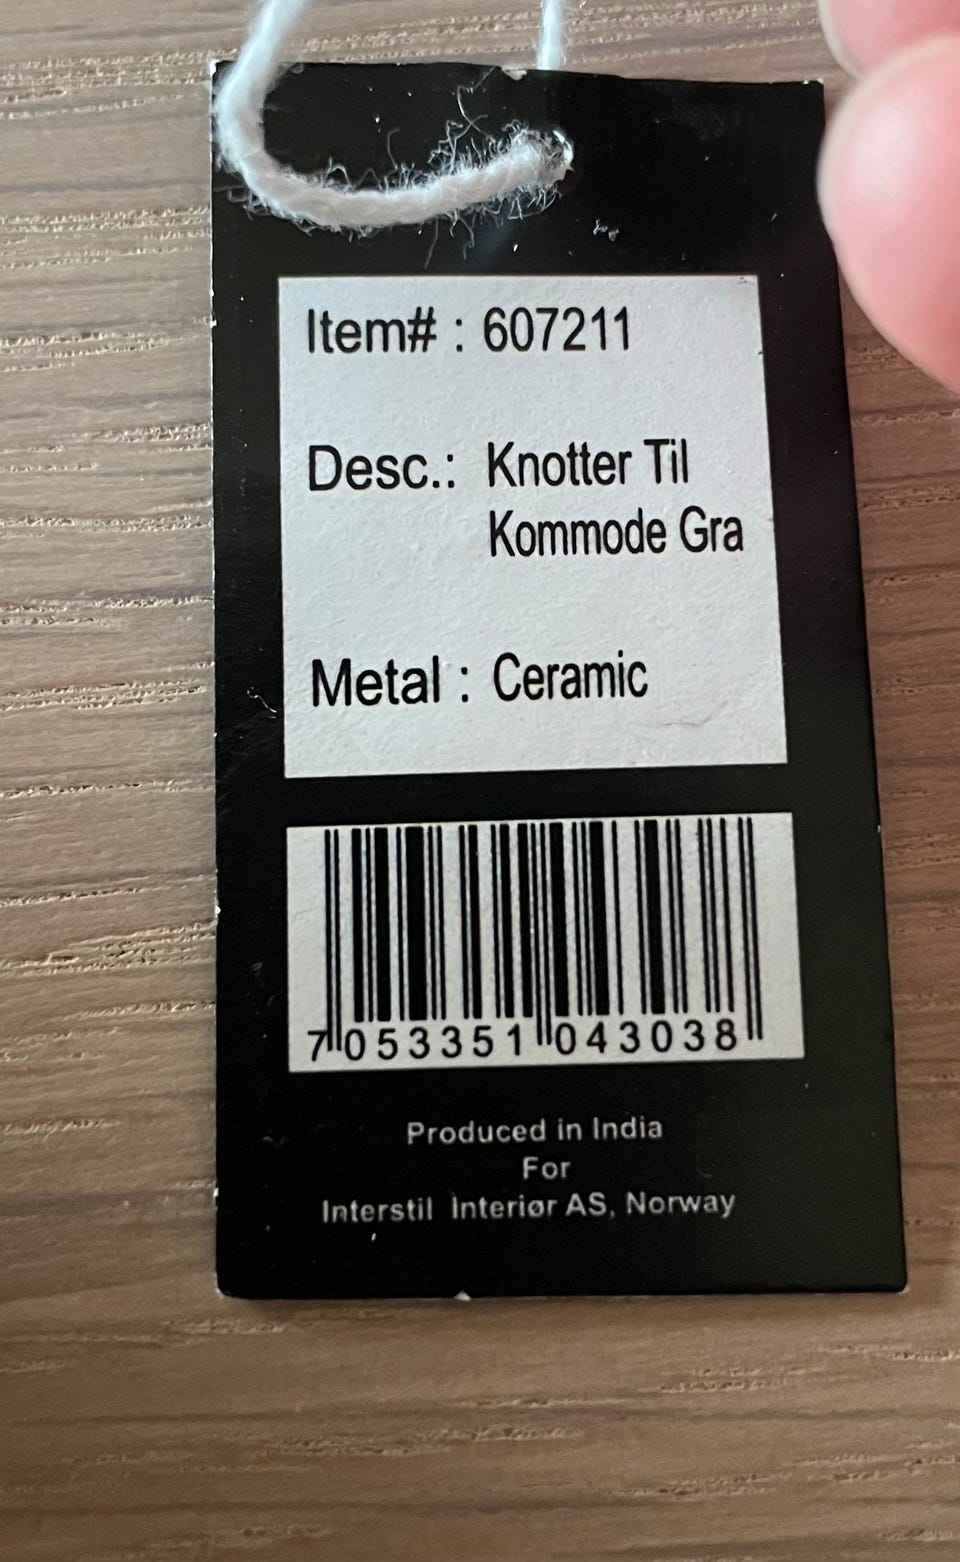 Item# : 607211
Desc.: Knotter Til
Kommode Gra
Metal : Ceramic
7 053351 043038
Produced in India
For
Interstil Interiør AS, Norway